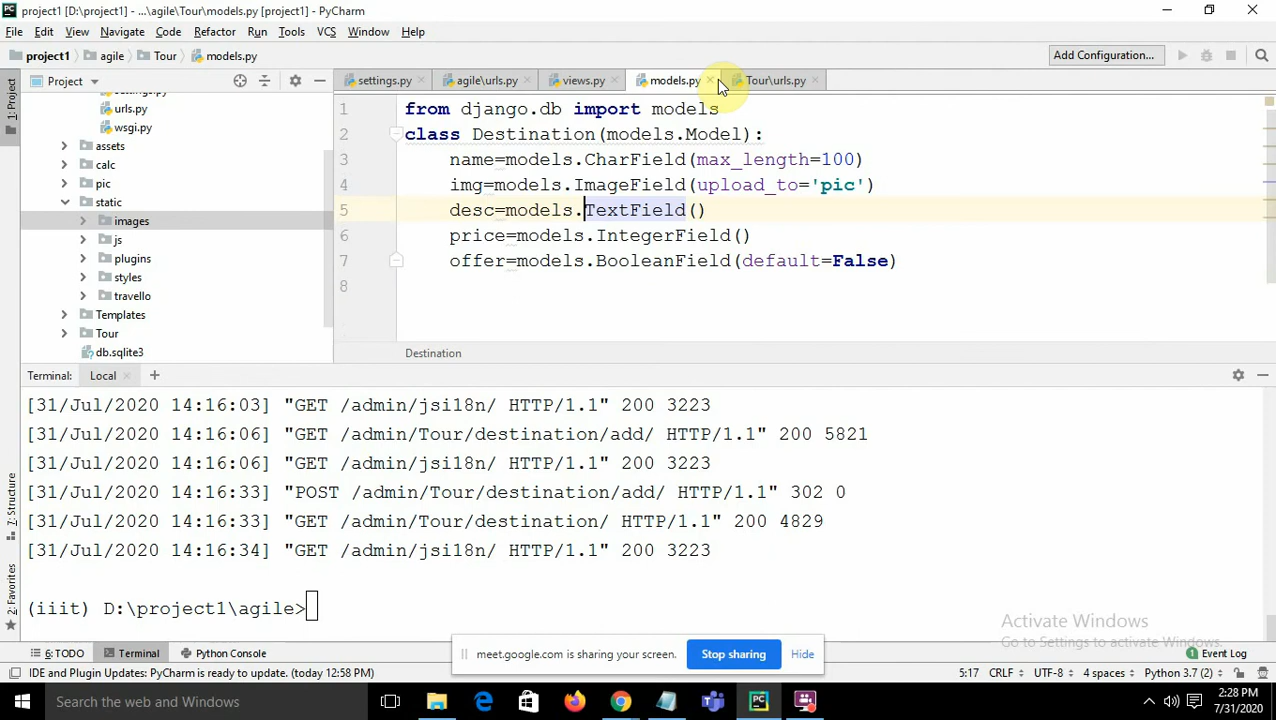 project1 [D:\project1] - ...\agile\Tour\models.py [project1] - PyCharm
File Edit View Navigate Code Refactor Run Tools VCS Window Help
project1 agile Tour models.py Add Configuration...
Project settings.py agile\urls.py views.py models.py Tour\urls.py
1: Project
urls.py
wsgi.py
assets
calc
pic
static
images
js
plugins
styles
travello
Templates
Tour
db.sqlite3
1 from django.db import models
2 class Destination(models.Model):
3 name=models.CharField(max_length=100)
4 img=models.ImageField(upload_to='pic')
5 desc=models.TextField()
6 price=models.IntegerField()
7 offer=models.BooleanField(default=False)
8
Destination
Terminal: Local +
[31/Jul/2020 14:16:03] "GET /admin/jsi18n/ HTTP/1.1" 200 3223
[31/Jul/2020 14:16:06] "GET /admin/Tour/destination/add/ HTTP/1.1" 200 5821
[31/Jul/2020 14:16:06] "GET /admin/jsi18n/ HTTP/1.1" 200 3223
[31/Jul/2020 14:16:33] "POST /admin/Tour/destination/add/ HTTP/1.1" 302 0
[31/Jul/2020 14:16:33] "GET /admin/Tour/destination/ HTTP/1.1" 200 4829
[31/Jul/2020 14:16:34] "GET /admin/jsi18n/ HTTP/1.1" 200 3223
(iiit) D:\project1\agile>
7: Structure
2: Favorites
Activate Windows
Go to Settings to activate Windows.
6: TODO Terminal Python Console
meet.google.com is sharing your screen. Stop sharing Hide
1 Event Log
IDE and Plugin Updates: PyCharm is ready to update. (today 12:58 PM) 5:17 CRLF UTF-8 4 spaces Python 3.7 (2)
Search the web and Windows
2:28 PM
7/31/2020